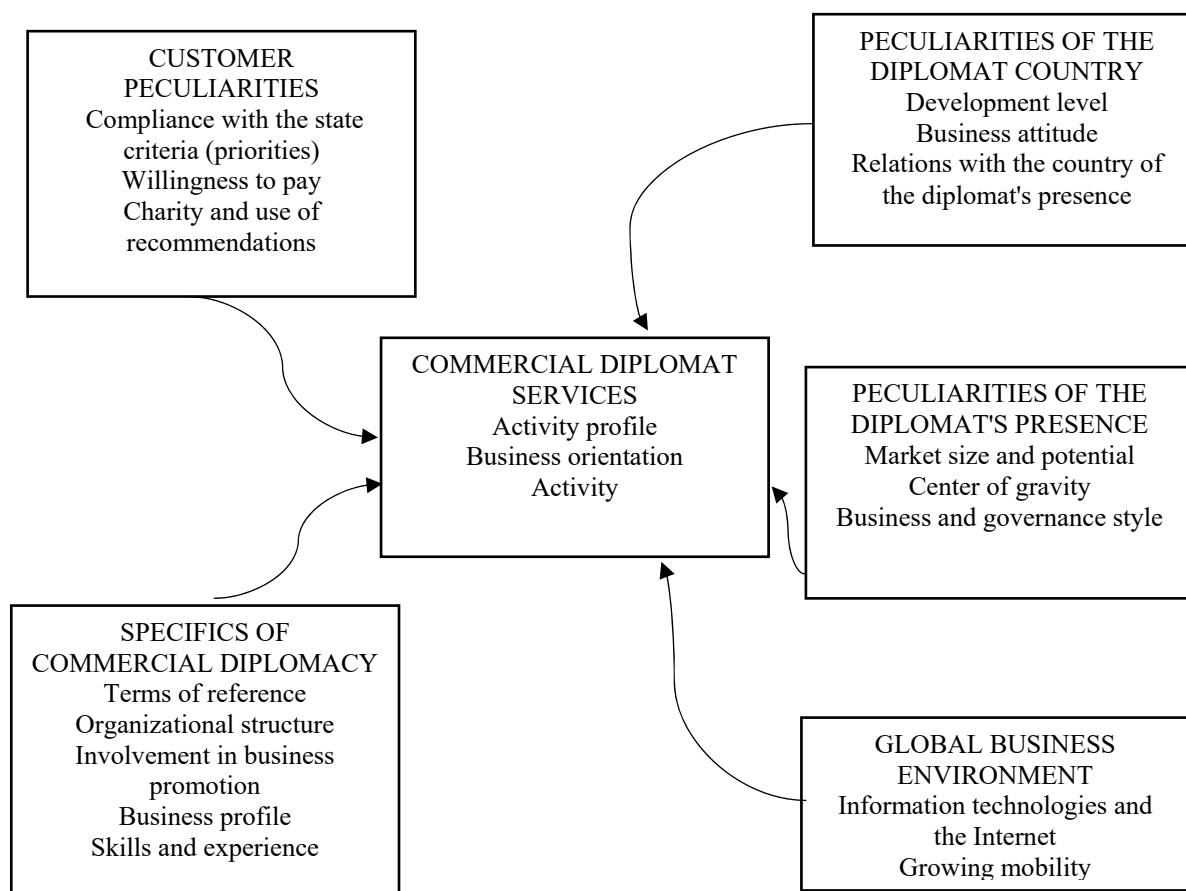 CUSTOMER
PECULIARITIES
Compliance with the state
criteria (priorities)
Willingness to pay
Charity and use of
recommendations
PECULIARITIES OF THE
DIPLOMAT COUNTRY
Development level
Business attitude
Relations with the country of
the diplomat's presence
COMMERCIAL DIPLOMAT
SERVICES
Activity profile
Business orientation
Activity
PECULIARITIES OF THE
DIPLOMAT'S PRESENCE
Market size and potential
Center of gravity
Business and governance style
SPECIFICS OF
COMMERCIAL DIPLOMACY
Terms of reference
Organizational structure
Involvement in business
promotion
Business profile
Skills and experience
GLOBAL BUSINESS
ENVIRONMENT
Information technologies and
the Internet
Growing mobility